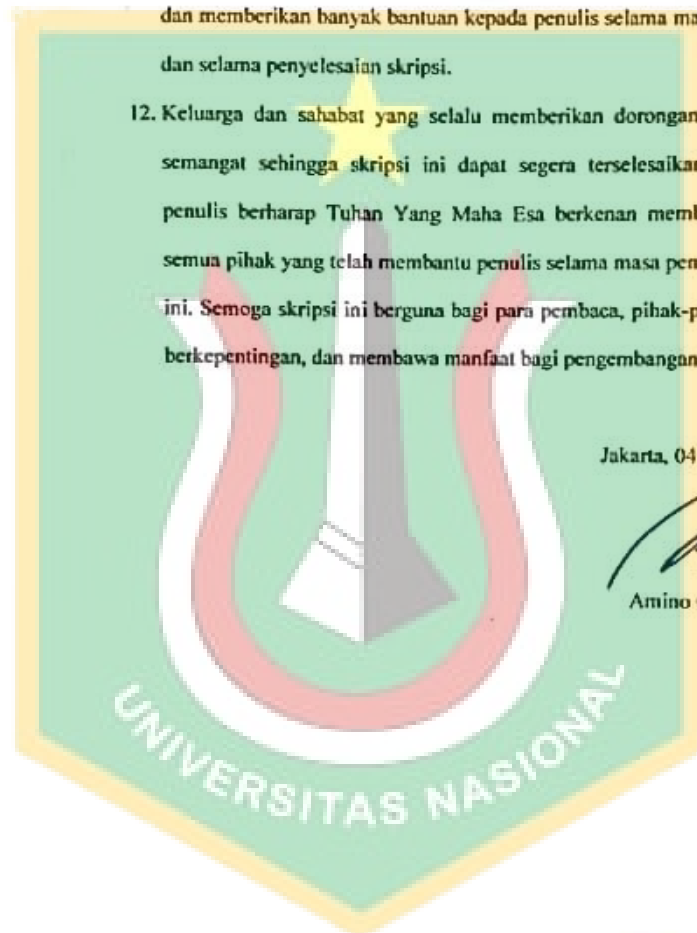 dan memberikan banyak bantuan kepada penulis selama ma
dan selama penyelesaian skripsi.
12. Keluarga dan sahabat yang selalu memberikan dorongan
semangat sehingga skripsi ini dapat segera terselesaikan
penulis berharap Tuhan Yang Maha Esa berkenan memb
semua pihak yang telah membantu penulis selama masa pen
ini. Semoga skripsi ini berguna bagi para pembaca, pihak-p
berkepentingan, dan membawa manfaat bagi pengembangan
Jakarta, 04
Amino
UNIVERSITAS NASIONAL